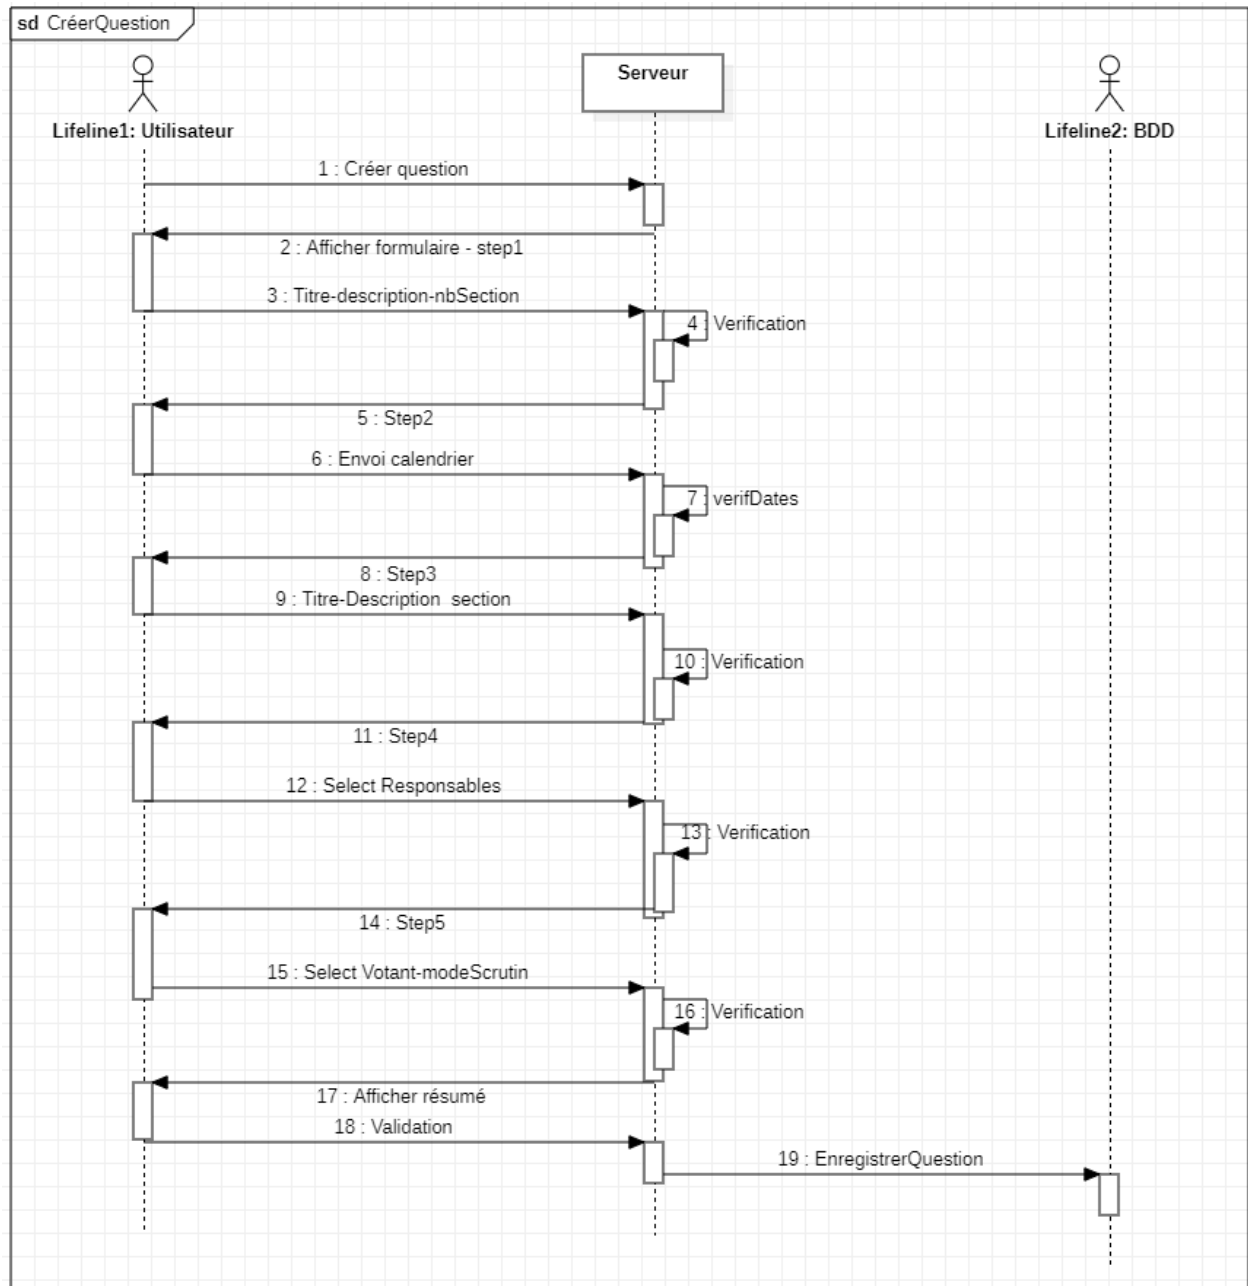 sd CréerQuestion
Serveur
Lifeline1: Utilisateur
Lifeline2: BDD
1 : Créer question
2 : Afficher formulaire - step1
3 : Titre-description-nbSection
4 : Verification
5 : Step2
6 : Envoi calendrier
7 : verifDates
8 : Step3
9 : Titre-Description  section
10 : Verification
11 : Step4
12 : Select Responsables
13 : Verification
14 : Step5
15 : Select Votant-modeScrutin
16 : Verification
17 : Afficher résumé
18 : Validation
19 : EnregistrerQuestion